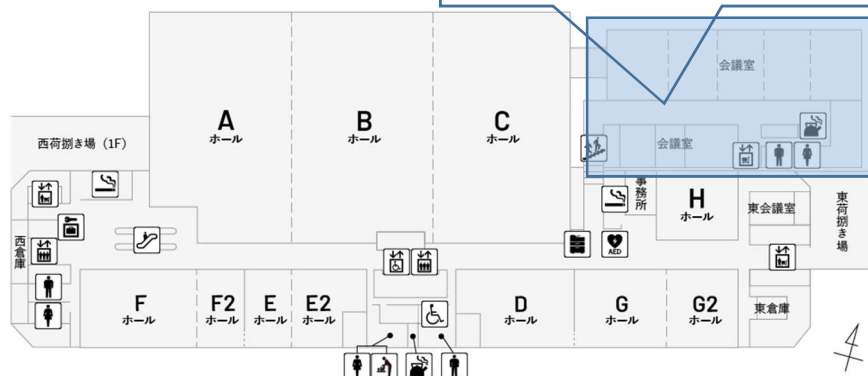 会議室
A
ホール
B
ホール
C
ホール
西荷捌き場（1F）
会議室
事務所
H
ホール
東会議室
東荷捌き場
AED
西倉庫
F
ホール
F2
ホール
E
ホール
E2
ホール
D
ホール
G
ホール
G2
ホール
東倉庫